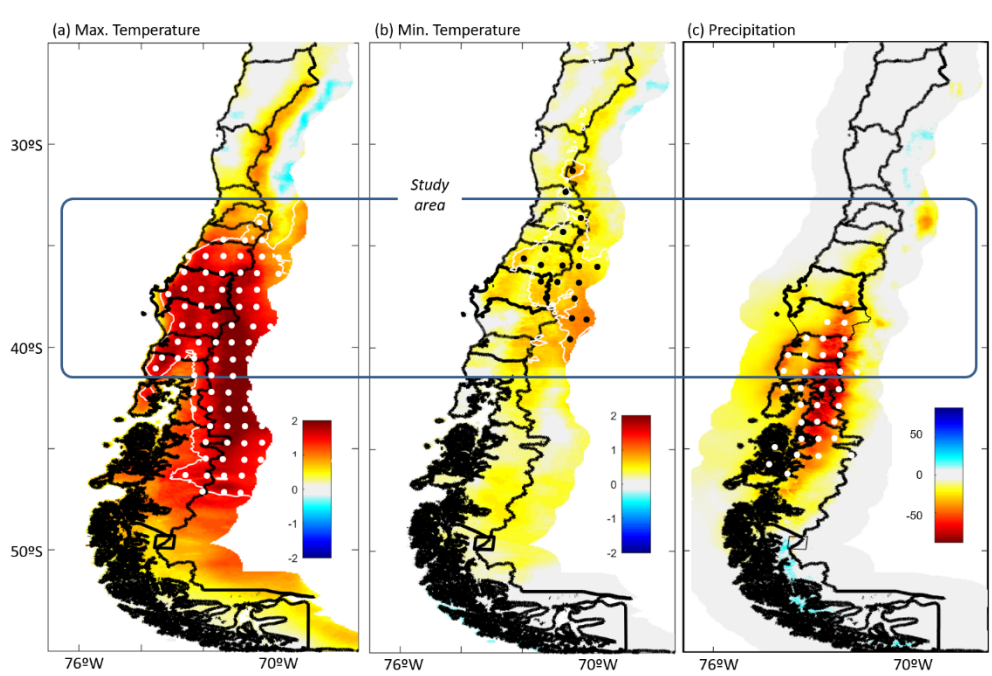 (a) Max. Temperature
(b) Min. Temperature
(c) Precipitation
30ºS
Study
area
40ºS
50ºS
2
1
0
-1
-2
2
1
0
-1
-2
50
0
-50
76ºW
70ºW
76ºW
70ºW
76ºW
70ºW